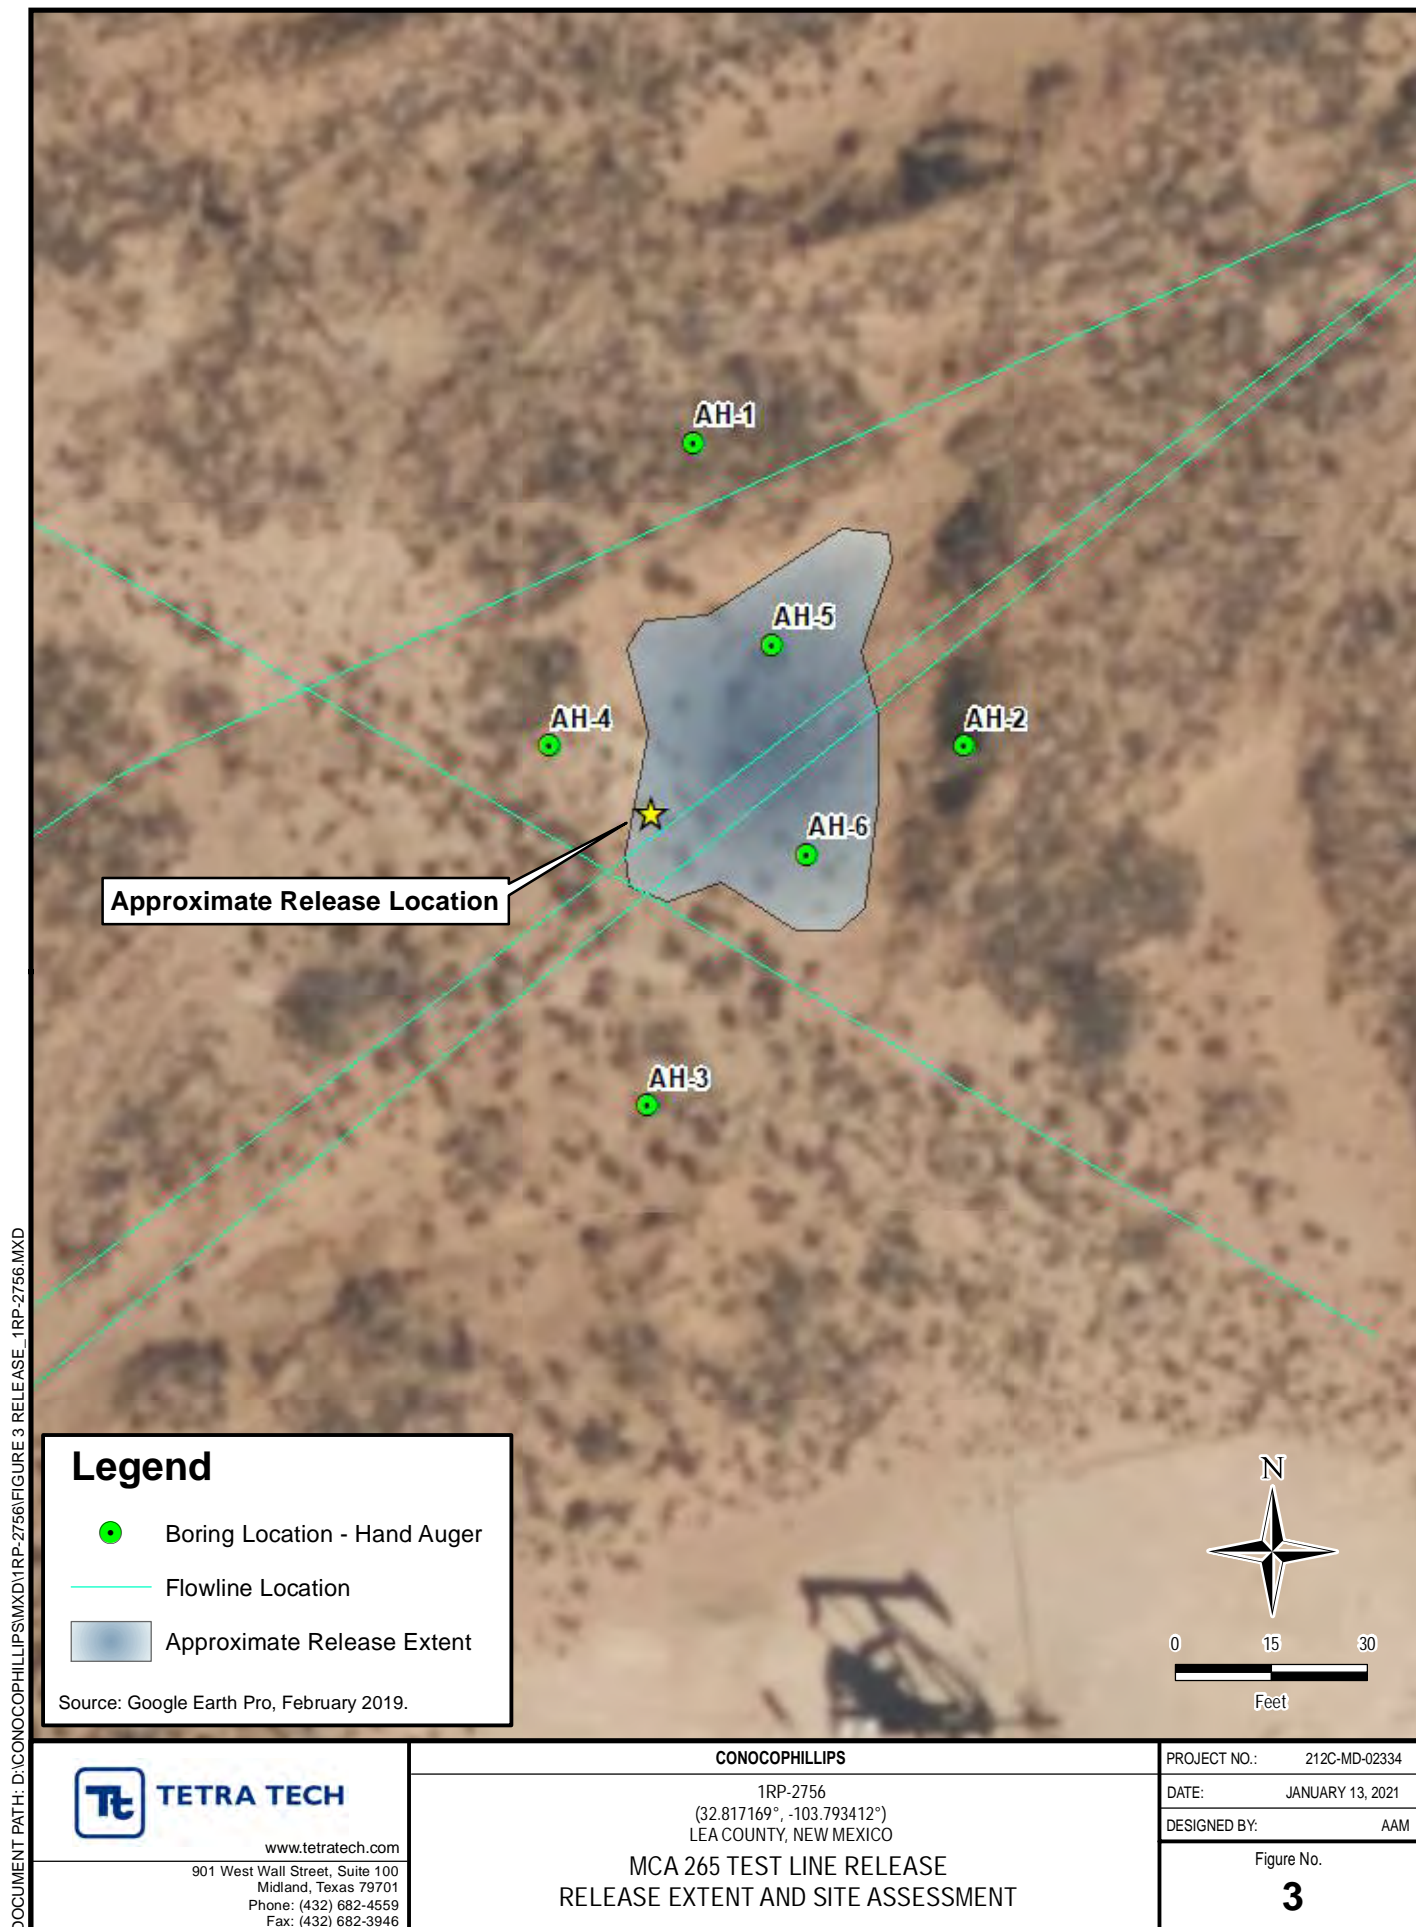 AH-1
AH-5
AH-4
AH-2
AH-6
Approximate Release Location
AH-3
Legend
Boring Location - Hand Auger
Flowline Location
Approximate Release Extent
Source: Google Earth Pro, February 2019.
N
0 15 30
Feet
DOCUMENT PATH: D:\CONOCOPHILLIPS\MXD\1RP-2756\FIGURE 3 RELEASE_1RP-2756.MXD
Tt TETRA TECH
www.tetratech.com
901 West Wall Street, Suite 100
Midland, Texas 79701
Phone: (432) 682-4559
Fax: (432) 682-3946
CONOCOPHILLIPS
1RP-2756
(32.817169°, -103.793412°)
LEA COUNTY, NEW MEXICO
MCA 265 TEST LINE RELEASE
RELEASE EXTENT AND SITE ASSESSMENT
PROJECT NO.: 212C-MD-02334
DATE: JANUARY 13, 2021
DESIGNED BY: AAM
Figure No.
3